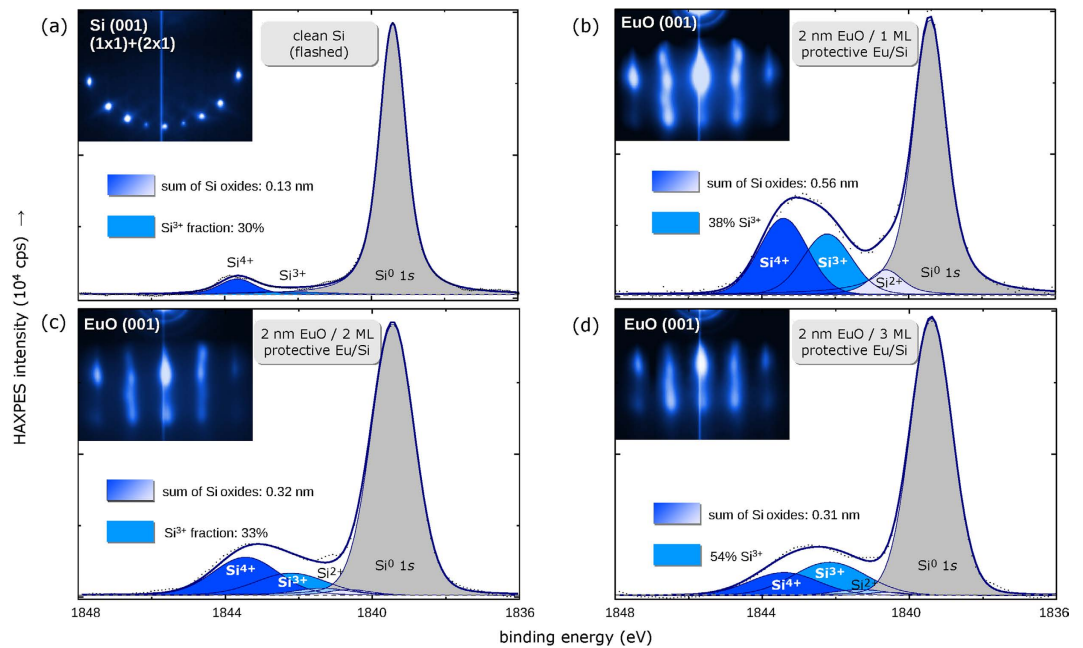 (a)
Si (001)
(1x1)+(2x1)
clean Si
(flashed)
sum of Si oxides: 0.13 nm
Si³⁺ fraction: 30%
Si⁴⁺
Si³⁺
Si⁰ 1s
(b)
EuO (001)
2 nm EuO / 1 ML
protective Eu/Si
sum of Si oxides: 0.56 nm
38% Si³⁺
Si⁴⁺
Si³⁺
Si²⁺
Si⁰ 1s
(c)
EuO (001)
2 nm EuO / 2 ML
protective Eu/Si
sum of Si oxides: 0.32 nm
Si³⁺ fraction: 33%
Si⁴⁺
Si³⁺
Si²⁺
Si⁰ 1s
(d)
EuO (001)
2 nm EuO / 3 ML
protective Eu/Si
sum of Si oxides: 0.31 nm
54% Si³⁺
Si⁴⁺
Si³⁺
Si²⁺
Si⁰ 1s
HAXPES intensity (10⁴ cps) →
1848 1844 1840 1836
1848 1844 1840 1836
binding energy (eV)